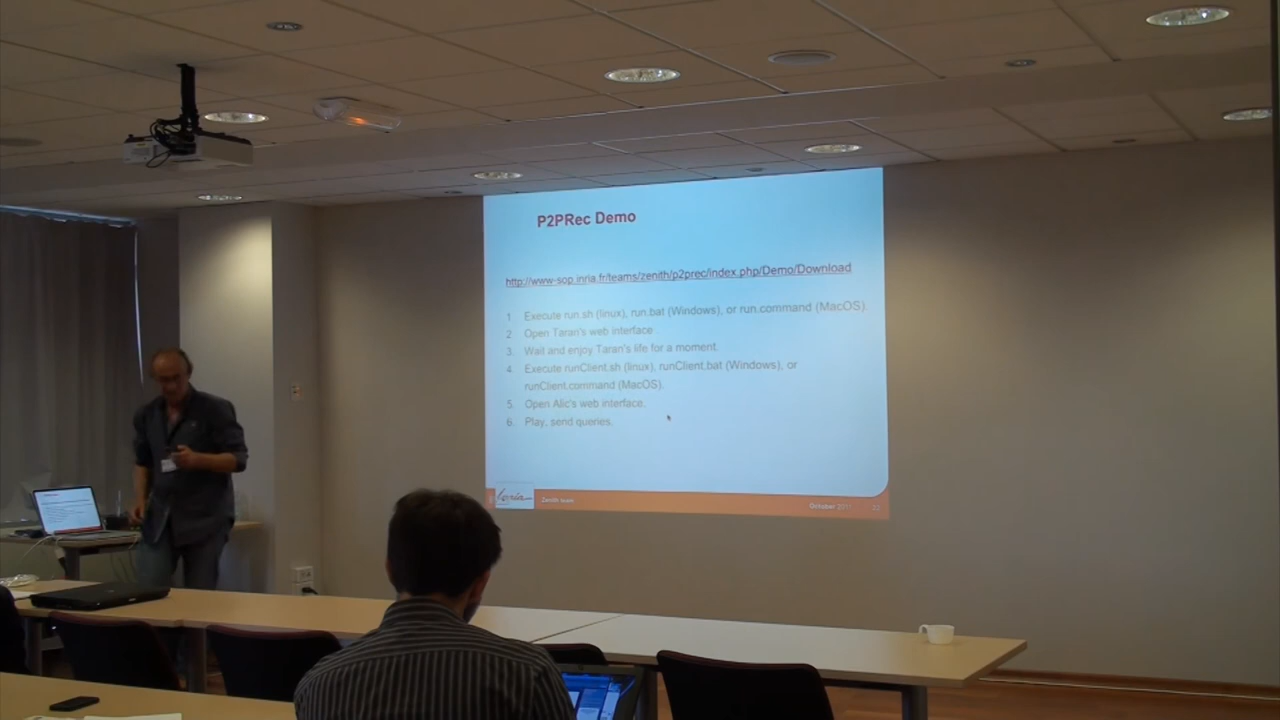 P2PRec Demo
http://www-sop.inria.fr/teams/zenith/p2prec/index.php/Demo/Download
1. Execute run.sh (linux), run.bat (Windows), or run.command (MacOS).
2. Open Taran's web interface .
3. Wait and enjoy Taran's life for a moment.
4. Execute runClient.sh (linux), runClient.bat (Windows), or
runClient.command (MacOS).
5. Open Alic's web interface.
6. Play, send queries.
Inria
Zenith team
October 2011